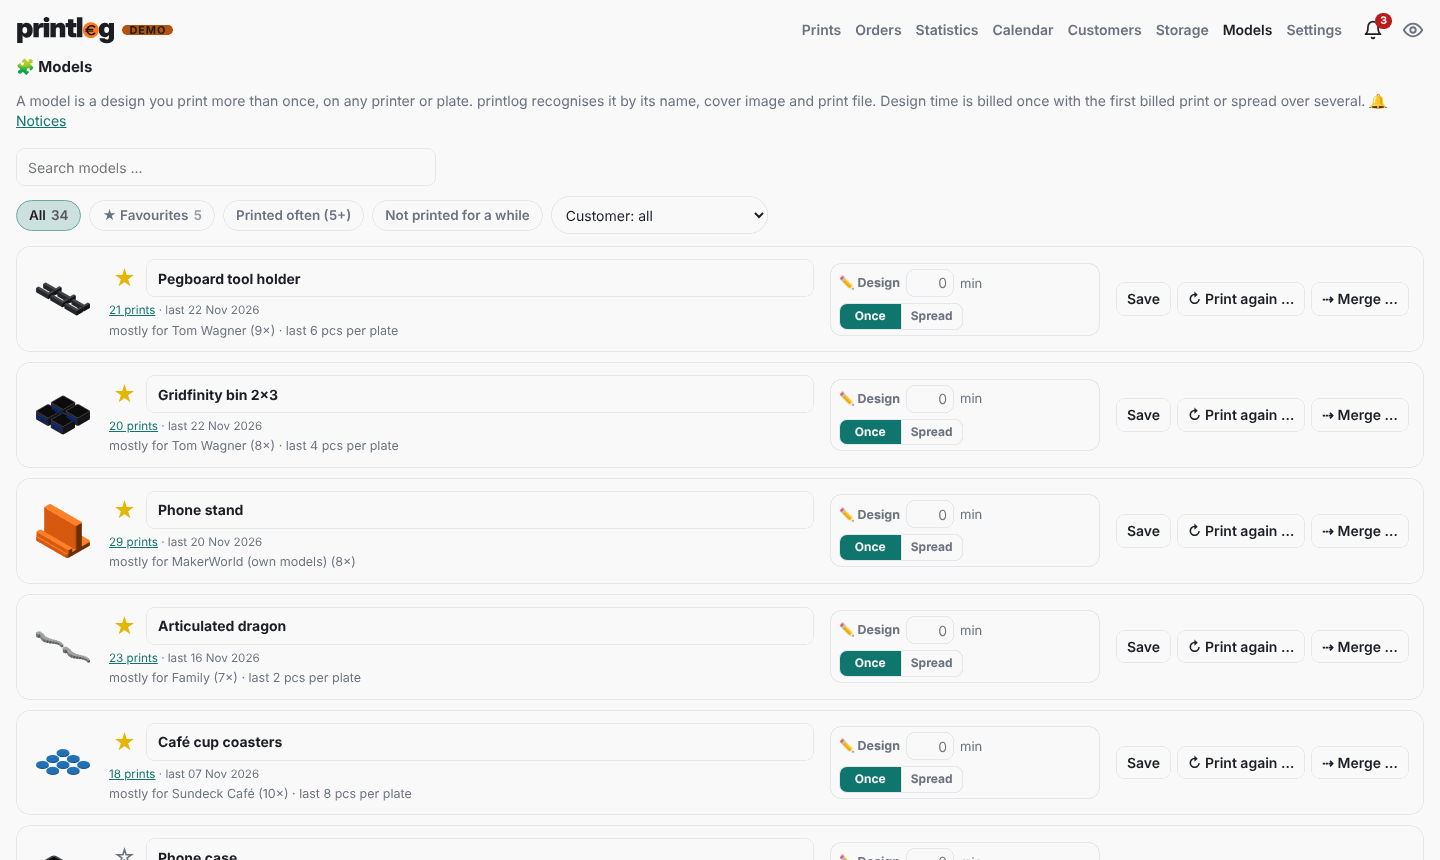 printl€g DEMO
Prints Orders Statistics Calendar Customers Storage Models Settings 3
🧩 Models
A model is a design you print more than once, on any printer or plate. printlog recognises it by its name, cover image and print file. Design time is billed once with the first billed print or spread over several. 🔔
Notices
Search models ...
All 34 ★ Favourites 5 Printed often (5+) Not printed for a while Customer: all
★ Pegboard tool holder
21 prints · last 22 Nov 2026
mostly for Tom Wagner (9×) · last 6 pcs per plate
✏️ Design 0 min
Once Spread
Save ↻ Print again ... ⇢ Merge ...
★ Gridfinity bin 2×3
20 prints · last 22 Nov 2026
mostly for Tom Wagner (8×) · last 4 pcs per plate
✏️ Design 0 min
Once Spread
Save ↻ Print again ... ⇢ Merge ...
★ Phone stand
29 prints · last 20 Nov 2026
mostly for MakerWorld (own models) (8×)
✏️ Design 0 min
Once Spread
Save ↻ Print again ... ⇢ Merge ...
★ Articulated dragon
23 prints · last 16 Nov 2026
mostly for Family (7×) · last 2 pcs per plate
✏️ Design 0 min
Once Spread
Save ↻ Print again ... ⇢ Merge ...
★ Café cup coasters
18 prints · last 07 Nov 2026
mostly for Sundeck Café (10×) · last 8 pcs per plate
✏️ Design 0 min
Once Spread
Save ↻ Print again ... ⇢ Merge ...
☆ Phone case